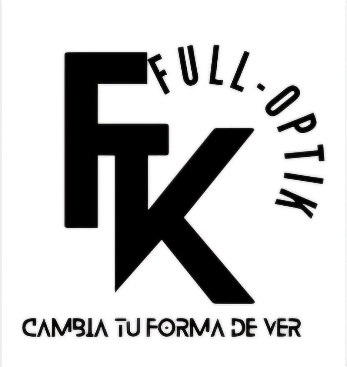 FULL-OPTIK
FK
CAMBIA TU FORMA DE VER